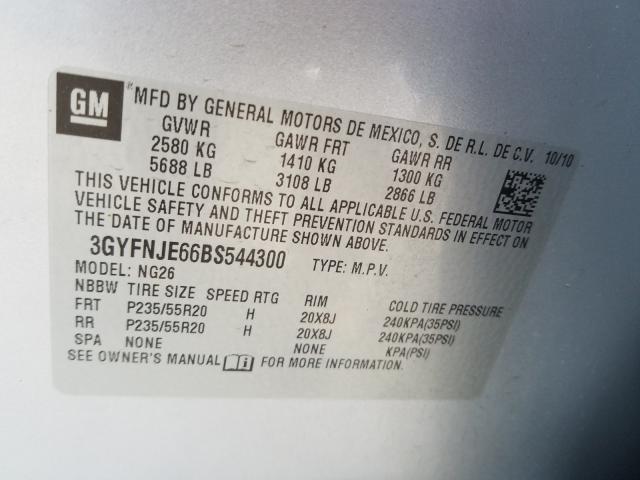 GM
MFD BY GENERAL MOTORS DE MEXICO, S. DE R.L. DE C.V. 10/10
GVWR GAWR FRT GAWR RR
2580 KG 1410 KG 1300 KG
5688 LB 3108 LB 2866 LB
THIS VEHICLE CONFORMS TO ALL APPLICABLE U.S. FEDERAL MOTOR
VEHICLE SAFETY AND THEFT PREVENTION STANDARDS IN EFFECT ON
THE DATE OF MANUFACTURE SHOWN ABOVE.
3GYFNJE66BS544300 TYPE: M.P.V.
MODEL: NG26
NBBW TIRE SIZE SPEED RTG RIM COLD TIRE PRESSURE
FRT P235/55R20 H 20X8J 240KPA(35PSI)
RR P235/55R20 H 20X8J 240KPA(35PSI)
SPA NONE NONE KPA(PSI)
SEE OWNER'S MANUAL i FOR MORE INFORMATION.